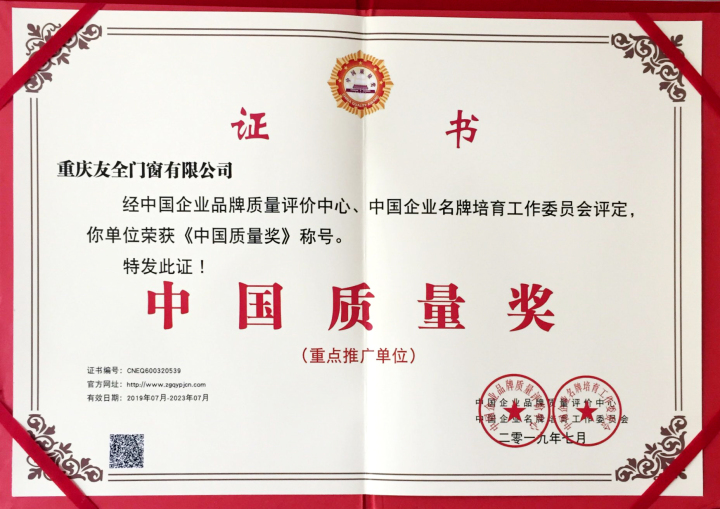 证书
重庆友全门窗有限公司
经中国企业品牌质量评价中心、中国企业名牌培育工作委员会评定，
你单位荣获《中国质量奖》称号。
特发此证！
中国质量奖
（重点推广单位）
证书编号：CNEQ600320539
官方网址：http://www.zgqypjcn.com
有效日期：2019年07月-2023年07月
中国企业品牌质量评价中心
中国企业名牌培育工作委员会
二零一九年七月